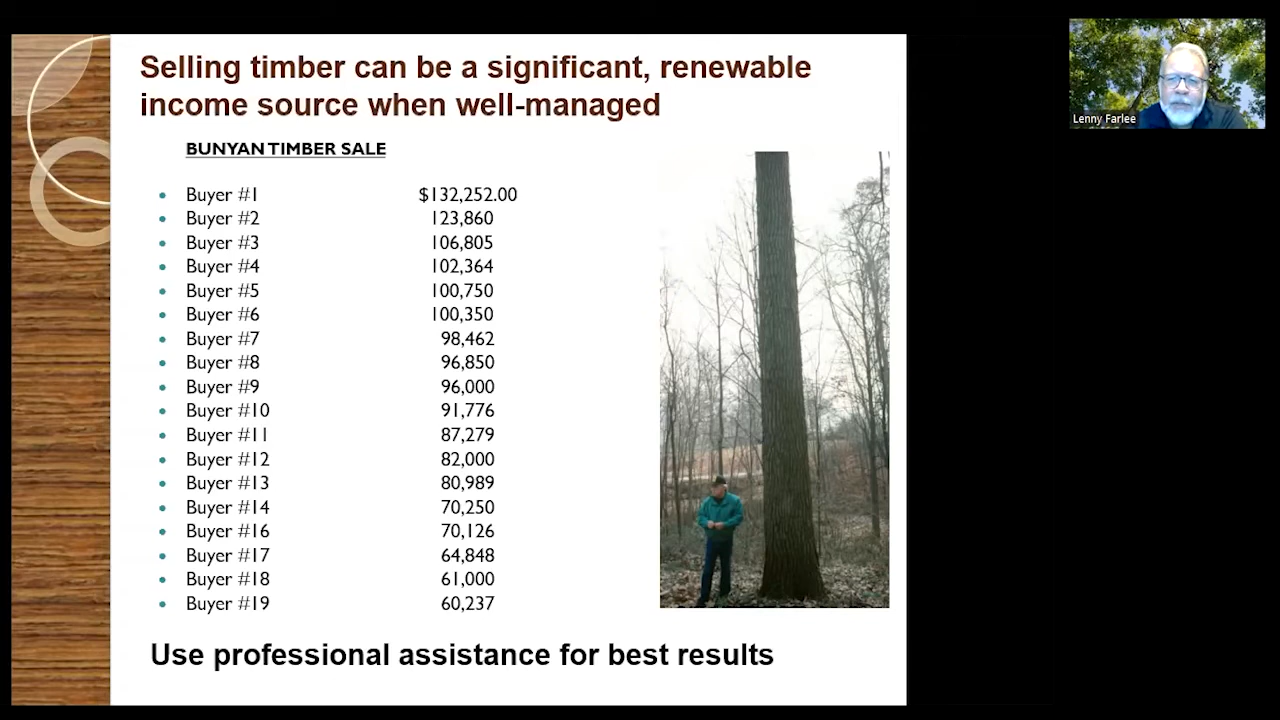 Selling timber can be a significant, renewable
income source when well-managed
BUNYAN TIMBER SALE
Buyer #1 $132,252.00
Buyer #2 123,860
Buyer #3 106,805
Buyer #4 102,364
Buyer #5 100,750
Buyer #6 100,350
Buyer #7 98,462
Buyer #8 96,850
Buyer #9 96,000
Buyer #10 91,776
Buyer #11 87,279
Buyer #12 82,000
Buyer #13 80,989
Buyer #14 70,250
Buyer #16 70,126
Buyer #17 64,848
Buyer #18 61,000
Buyer #19 60,237
Use professional assistance for best results
Lenny Farlee